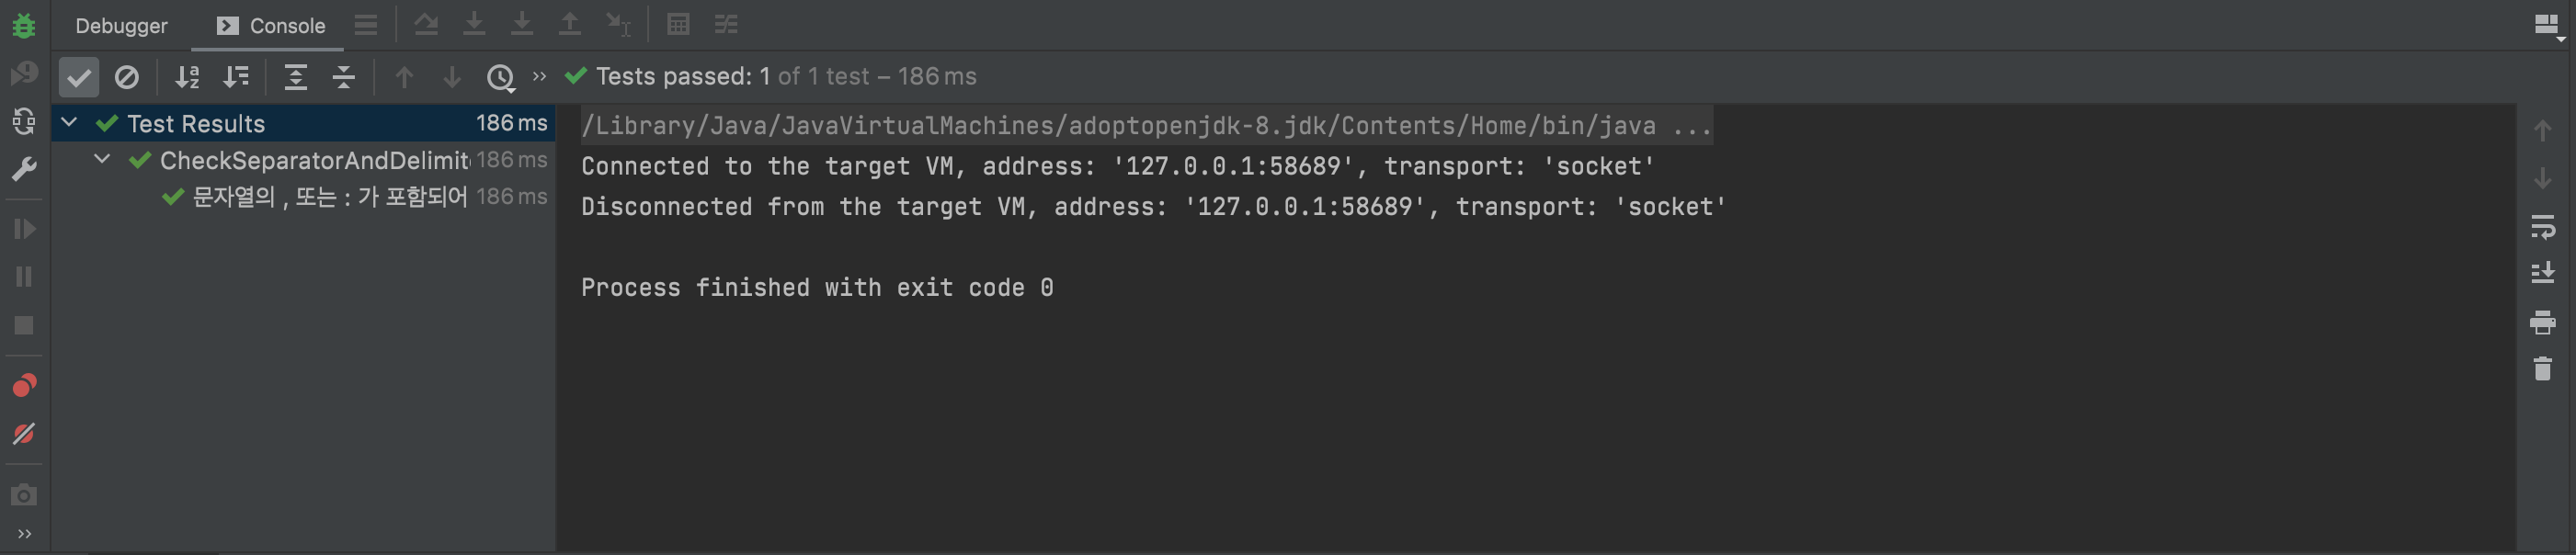 Debugger Console
Tests passed: 1 of 1 test – 186 ms
Test Results 186 ms
CheckSeparatorAndDelimit 186 ms
문자열의 , 또는 : 가 포함되어 186 ms
/Library/Java/JavaVirtualMachines/adoptopenjdk-8.jdk/Contents/Home/bin/java ...
Connected to the target VM, address: '127.0.0.1:58689', transport: 'socket'
Disconnected from the target VM, address: '127.0.0.1:58689', transport: 'socket'
Process finished with exit code 0